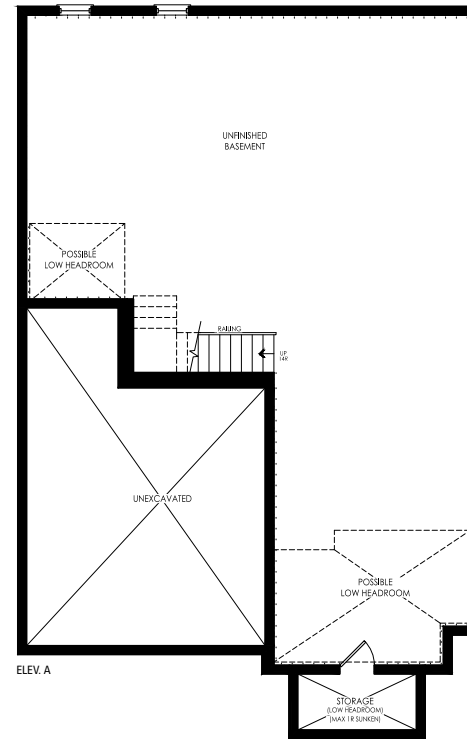 UNFINISHED
BASEMENT
POSSIBLE
LOW HEADROOM
RAILING
UP
14R
UNEXCAVATED
POSSIBLE
LOW HEADROOM
ELEV. A
STORAGE
(LOW HEADROOM)
(MAX 1R SUNKEN)